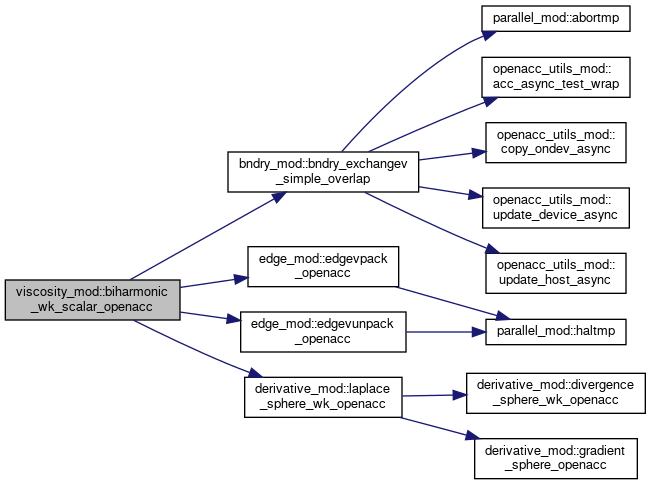 parallel_mod::abortmp
openacc_utils_mod::
acc_async_test_wrap
openacc_utils_mod::
copy_ondev_async
bndry_mod::bndry_exchangev
_simple_overlap
openacc_utils_mod::
update_device_async
openacc_utils_mod::
update_host_async
edge_mod::edgevpack
_openacc
viscosity_mod::biharmonic
_wk_scalar_openacc
edge_mod::edgevunpack
_openacc
parallel_mod::haltmp
derivative_mod::laplace
_sphere_wk_openacc
derivative_mod::divergence
_sphere_wk_openacc
derivative_mod::gradient
_sphere_openacc